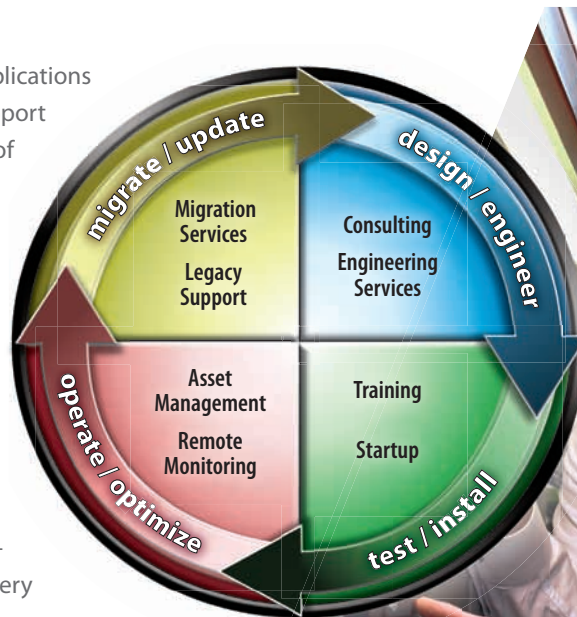 plications
port
of
migrate / update
design / engineer
Migration
Services
Legacy
Support
Consulting
Engineering
Services
Asset
Management
Remote
Monitoring
Training
Startup
operate / optimize
test / install
ery